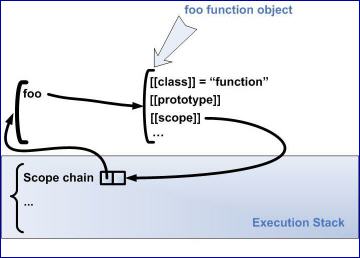 foo function object
foo
[[class]] = “function”
[[prototype]]
[[scope]]
...
Scope chain
...
Execution Stack